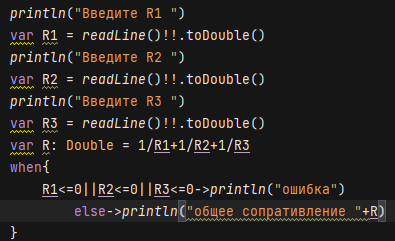 println("Введите R1 ")
var R1 = readLine()!!.toDouble()
println("Введите R2 ")
var R2 = readLine()!!.toDouble()
println("Введите R3 ")
var R3 = readLine()!!.toDouble()
var R: Double = 1/R1+1/R2+1/R3
when{
R1<=0||R2<=0||R3<=0->println("ошибка")
else->println("общее сопративление "+R)
}